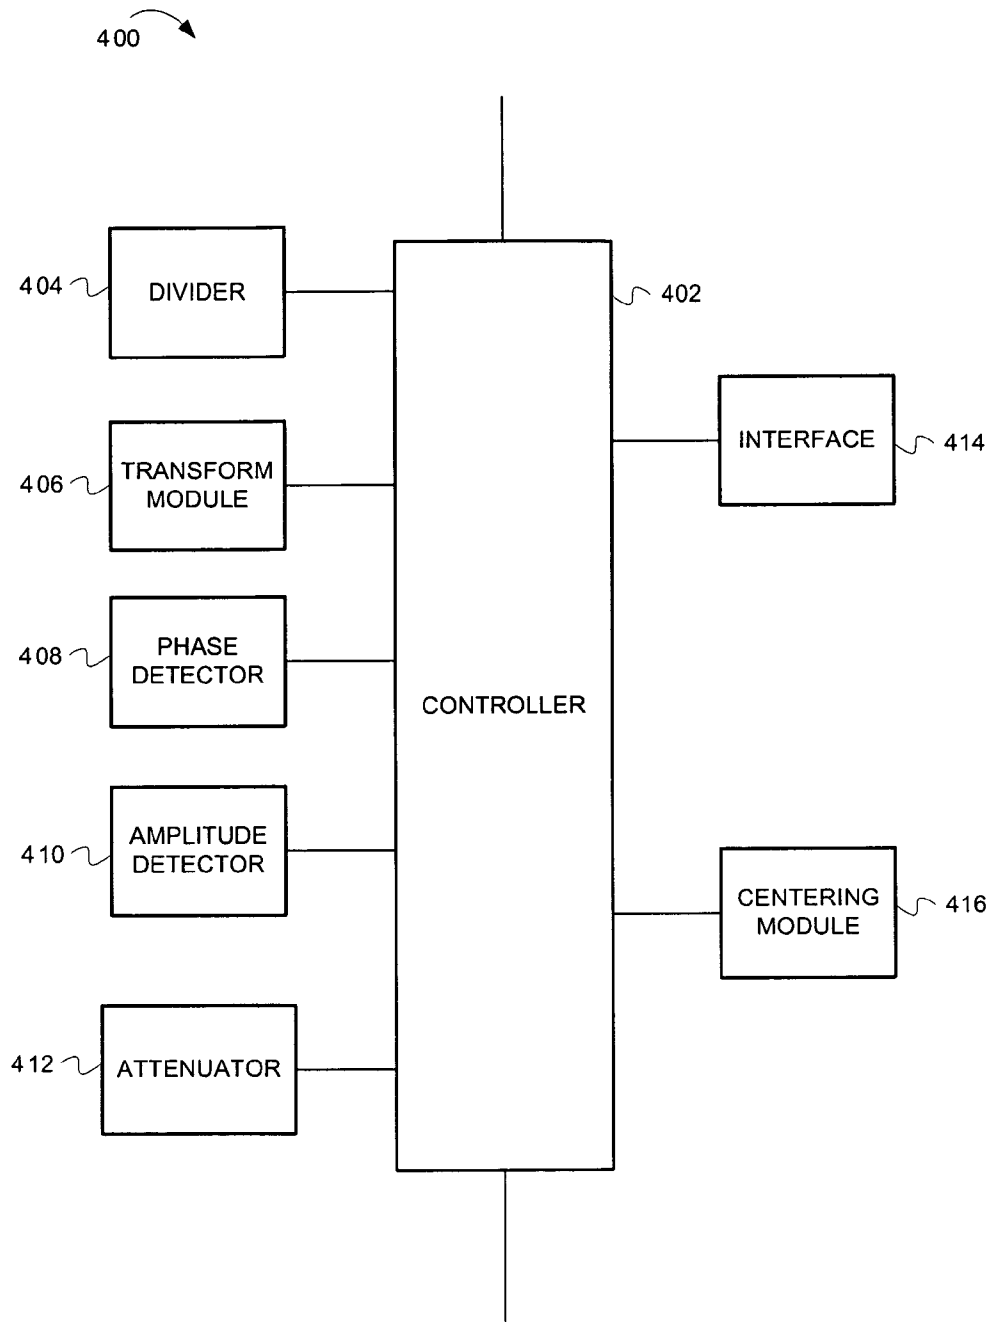 400
DIVIDER
404
402
INTERFACE
414
TRANSFORM
MODULE
406
PHASE
DETECTOR
408
CONTROLLER
AMPLITUDE
DETECTOR
410
CENTERING
MODULE
416
ATTENUATOR
412